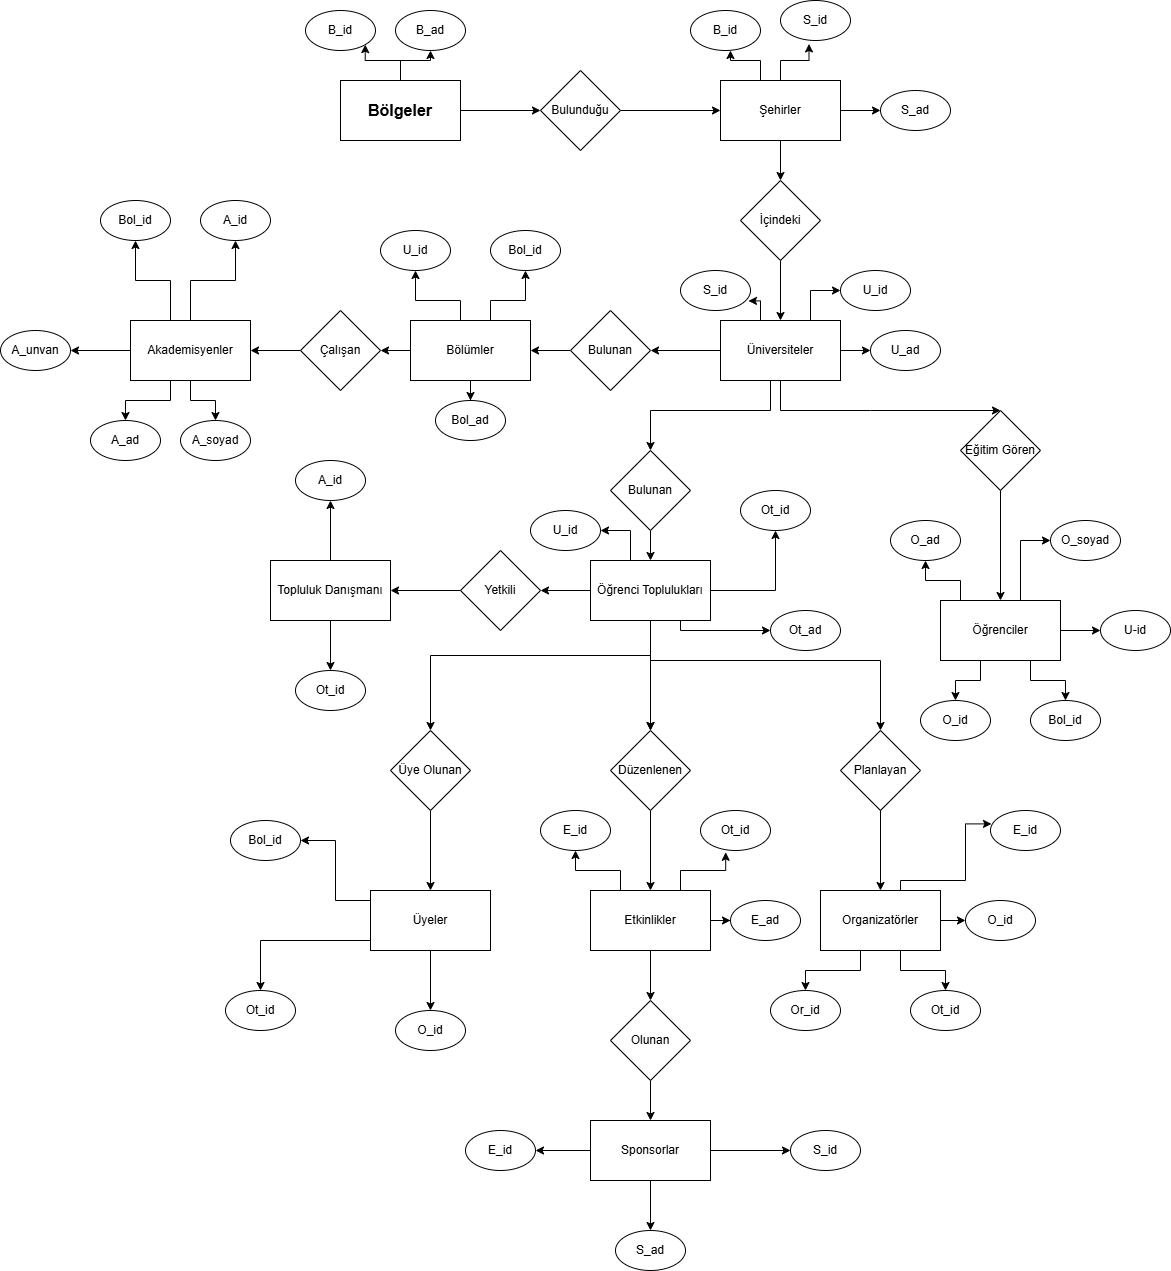 B_id
B_ad
B_id
S_id
Bölgeler
Bulunduğu
Şehirler
S_ad
Bol_id
A_id
İçindeki
U_id
Bol_id
S_id
U_id
A_unvan
Akademisyenler
Çalışan
Bölümler
Bulunan
Üniversiteler
U_ad
A_ad
A_soyad
Bol_ad
Eğitim Gören
A_id
Bulunan
Ot_id
U_id
O_ad
O_soyad
Topluluk Danışmanı
Yetkili
Öğrenci Toplulukları
Ot_ad
Öğrenciler
U-id
Ot_id
O_id
Bol_id
Üye Olunan
Düzenlenen
Planlayan
Bol_id
E_id
Ot_id
E_id
Üyeler
Etkinlikler
E_ad
Organizatörler
O_id
Ot_id
O_id
Or_id
Ot_id
Olunan
E_id
Sponsorlar
S_id
S_ad